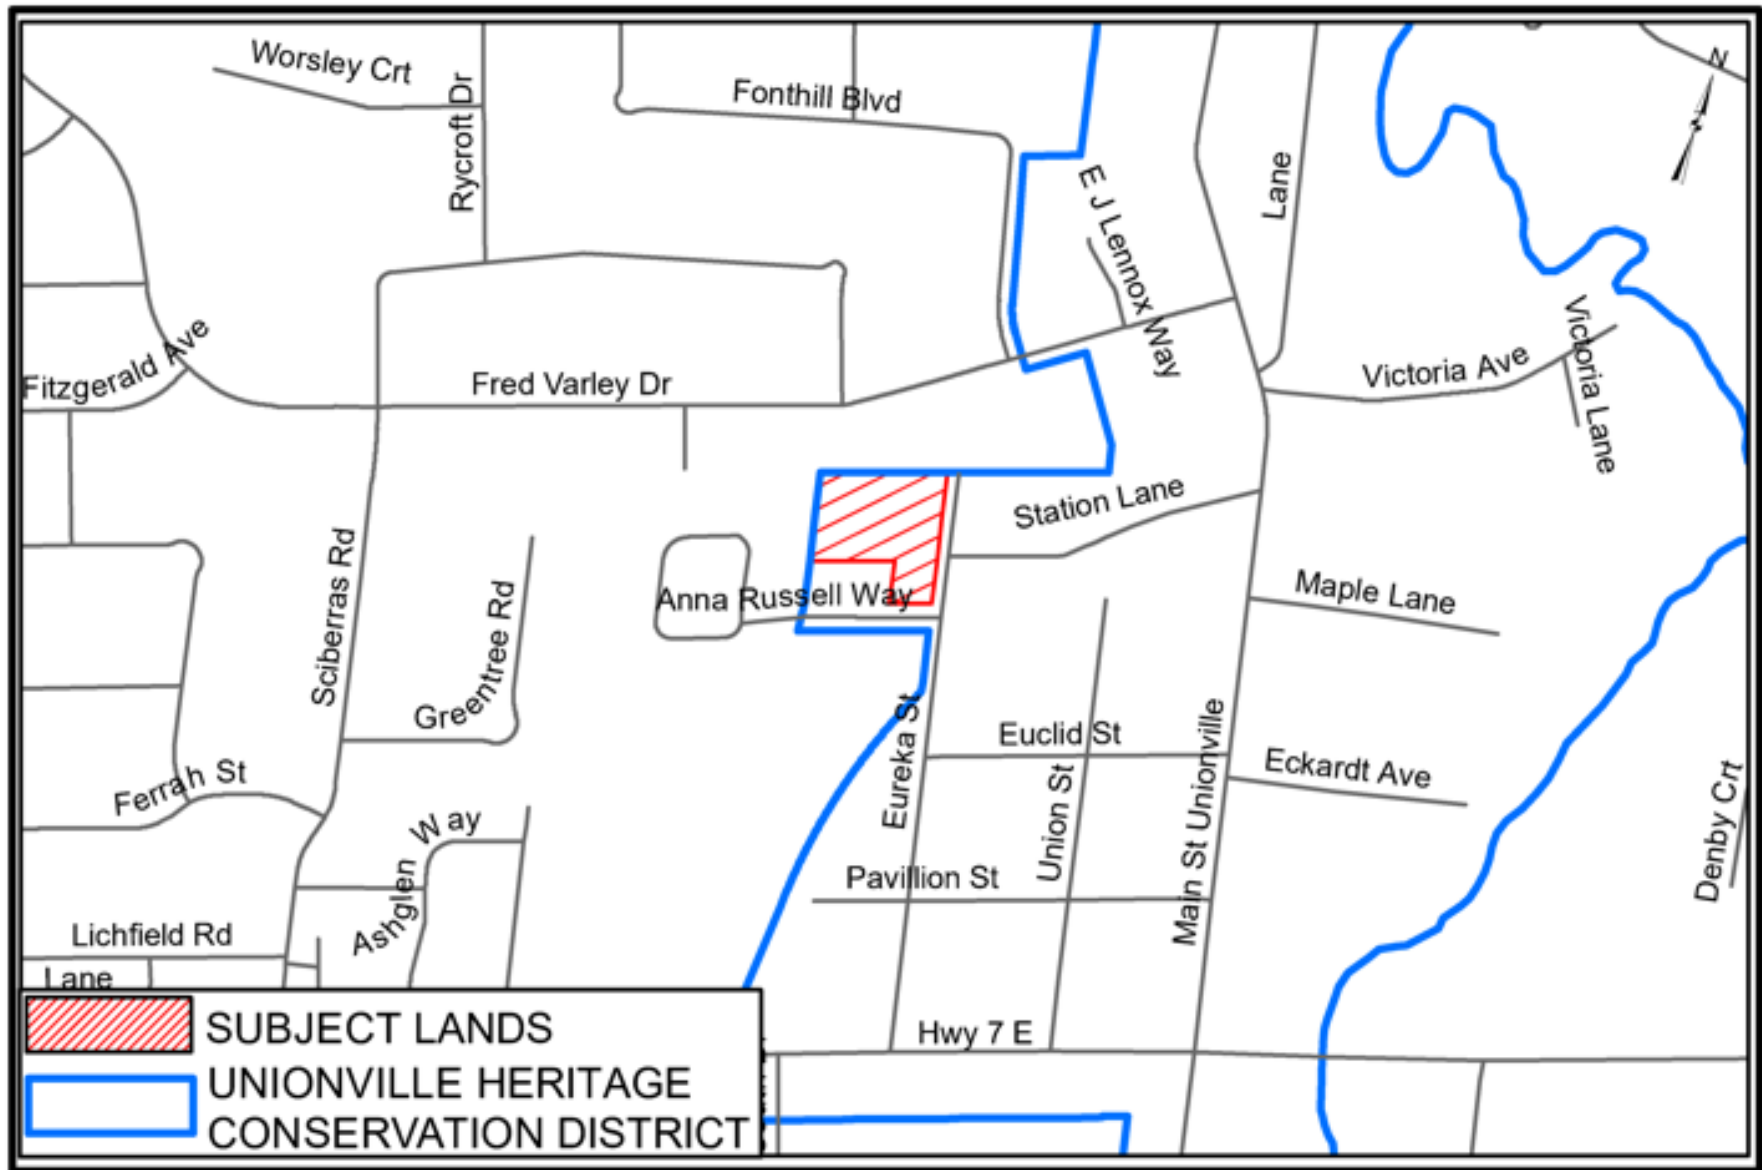 Worsley Crt
Rycroft Dr
Fonthill Blvd
N
E J Lennox Way
Lane
Fitzgerald Ave
Fred Varley Dr
Victoria Ave
Victoria Lane
Station Lane
Sciberras Rd
Greentree Rd
Anna Russell Way
Maple Lane
Eureka St
Euclid St
Union St
Main St Unionville
Eckardt Ave
Ferrah St
Ashglen Way
Pavillion St
Denby Crt
Lichfield Rd
Lane
Hwy 7 E
SUBJECT LANDS
UNIONVILLE HERITAGE
CONSERVATION DISTRICT